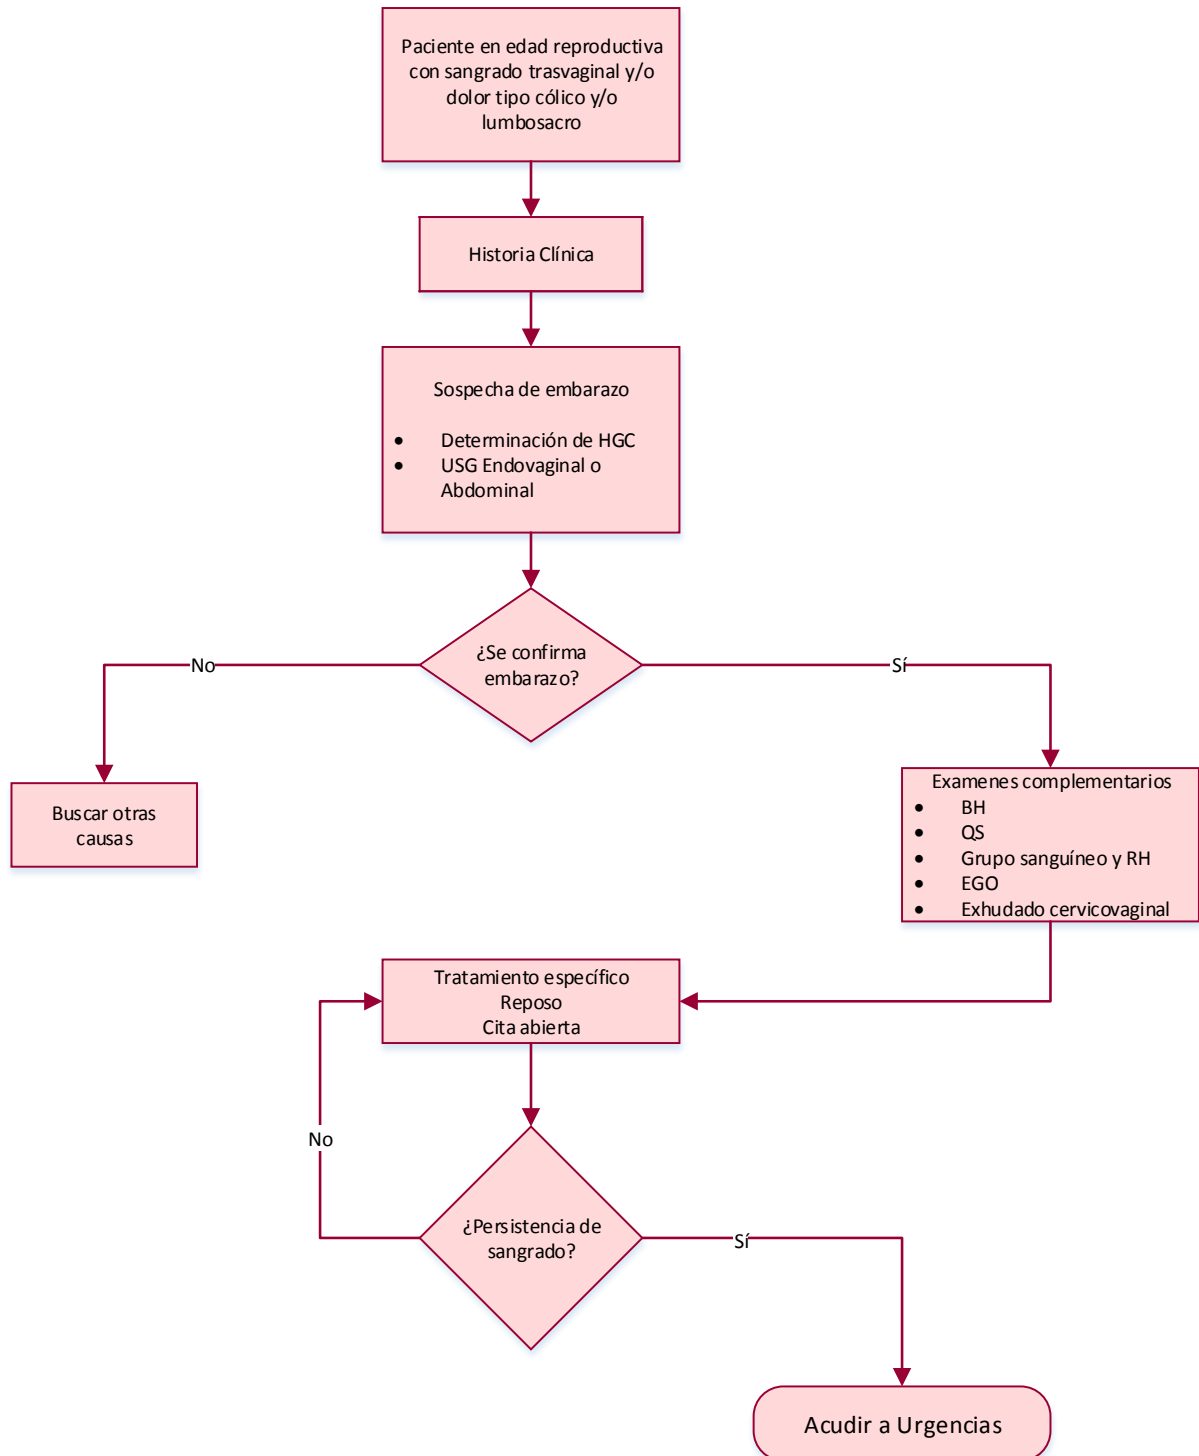 Paciente en edad reproductiva
con sangrado trasvaginal y/o
dolor tipo cólico y/o
lumbosacro
Historia Clínica
Sospecha de embarazo
• Determinación de HGC
• USG Endovaginal o
Abdominal
¿Se confirma
embarazo?
No
Sí
Buscar otras
causas
Examenes complementarios
• BH
• QS
• Grupo sanguíneo y RH
• EGO
• Exhudado cervicovaginal
Tratamiento específico
Reposo
Cita abierta
No
¿Persistencia de
sangrado?
Sí
Acudir a Urgencias